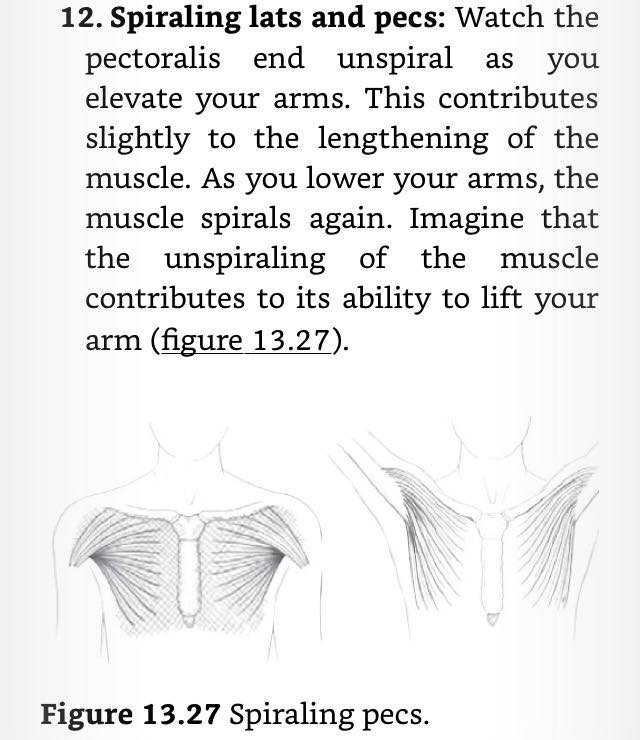 12. Spiraling lats and pecs: Watch the
pectoralis end unspiral as you
elevate your arms. This contributes
slightly to the lengthening of the
muscle. As you lower your arms, the
muscle spirals again. Imagine that
the unspiraling of the muscle
contributes to its ability to lift your
arm (figure 13.27).
Figure 13.27 Spiraling pecs.